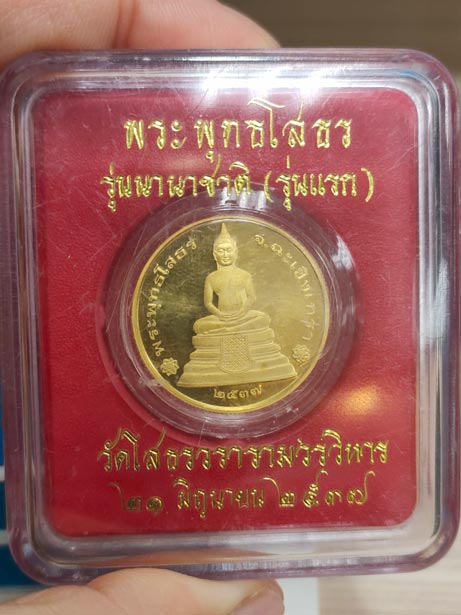 พระพุทธโสธร
รุ่นนานาชาติ (รุ่นแรก)
พระพุทธโสธร จ.ฉะเชิงเทรา
๒๕๓๗
วัดโสธรวรารามวรวิหาร
๒๑ มิถุนายน ๒๕๓๗